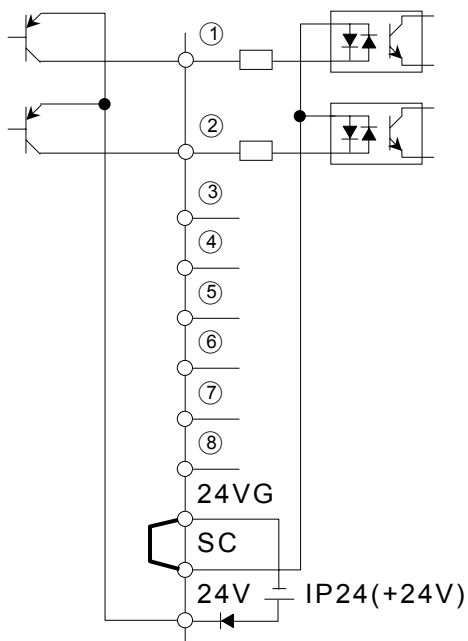 ①
②
③
④
⑤
⑥
⑦
⑧
24VG
SC
24V IP24(+24V)